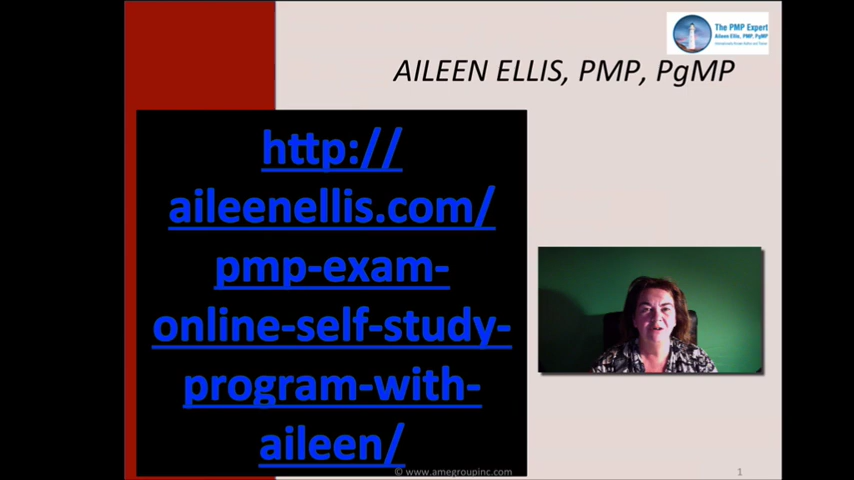 The PMP Expert
Aileen Ellis, PMP, PgMP
AILEEN ELLIS, PMP, PgMP
http://
aileenellis.com/
pmp-exam-
online-self-study-
program-with-
aileen/
© www.amegroupinc.com
1